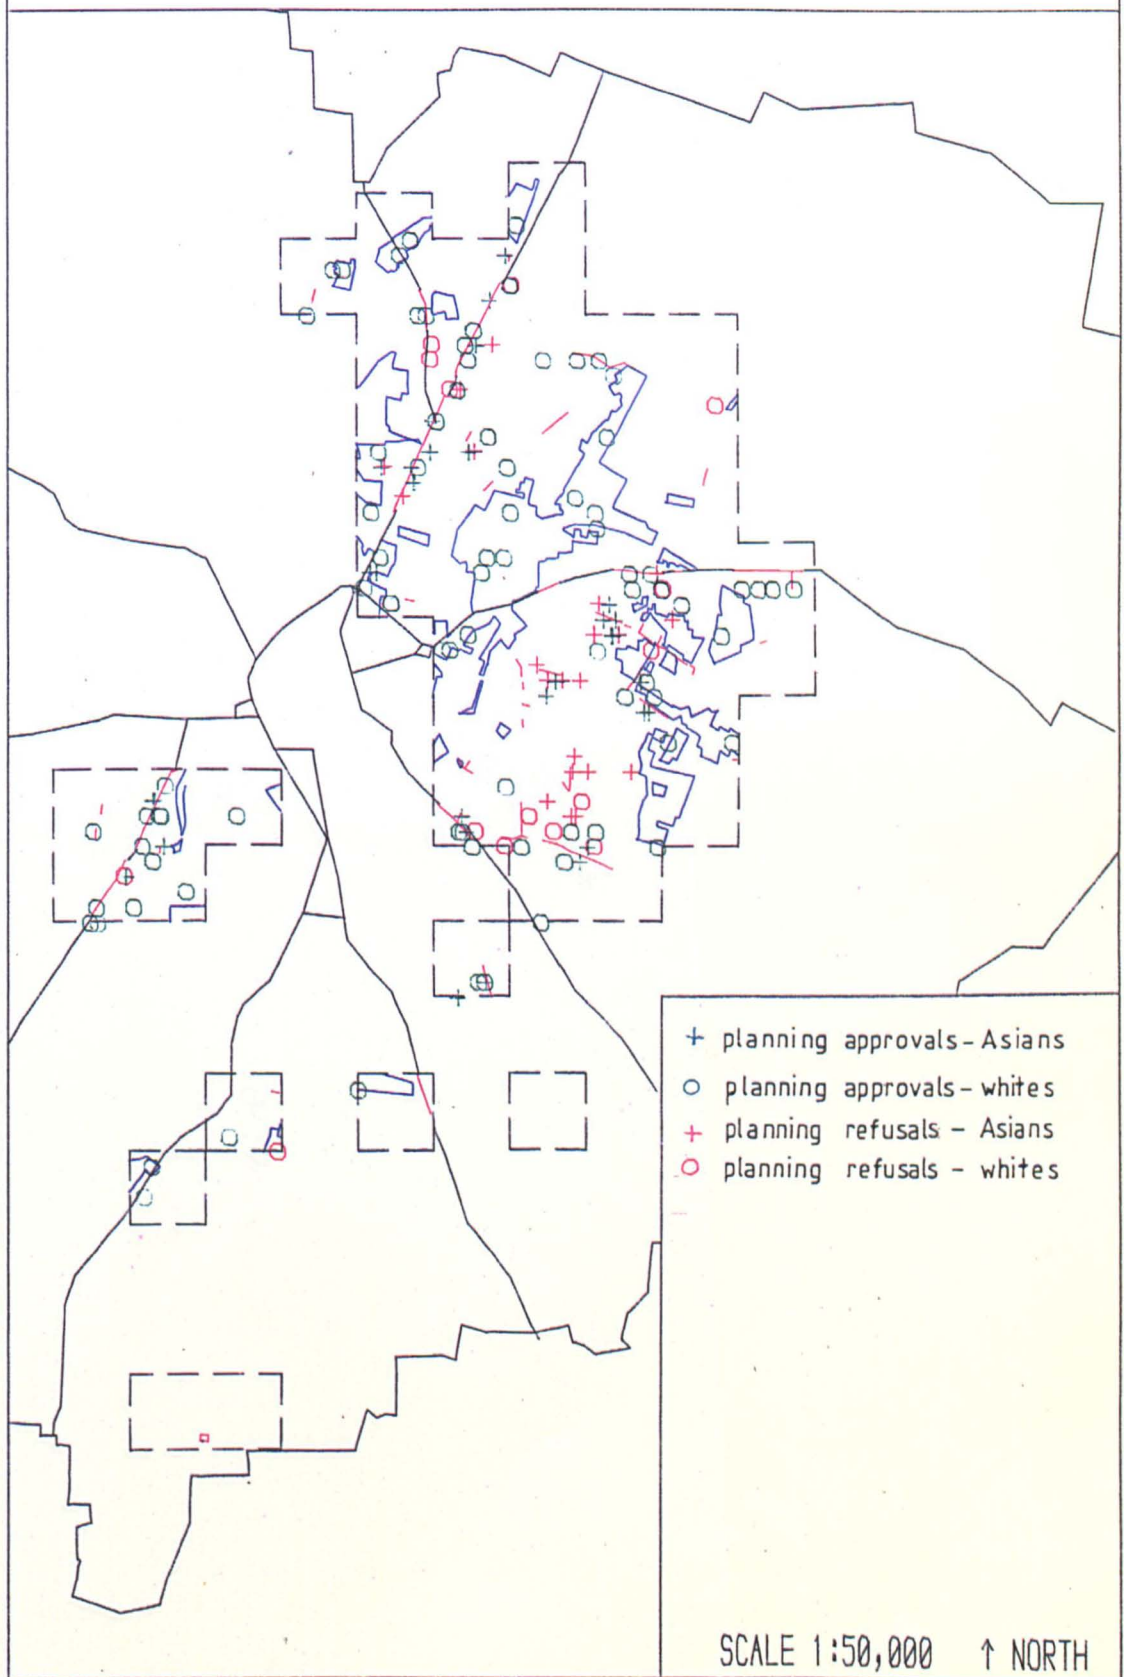 planning approvals - Asians
planning approvals - whites
planning refusals - Asians
planning refusals - whites
SCALE 1:50,000 ↑ NORTH